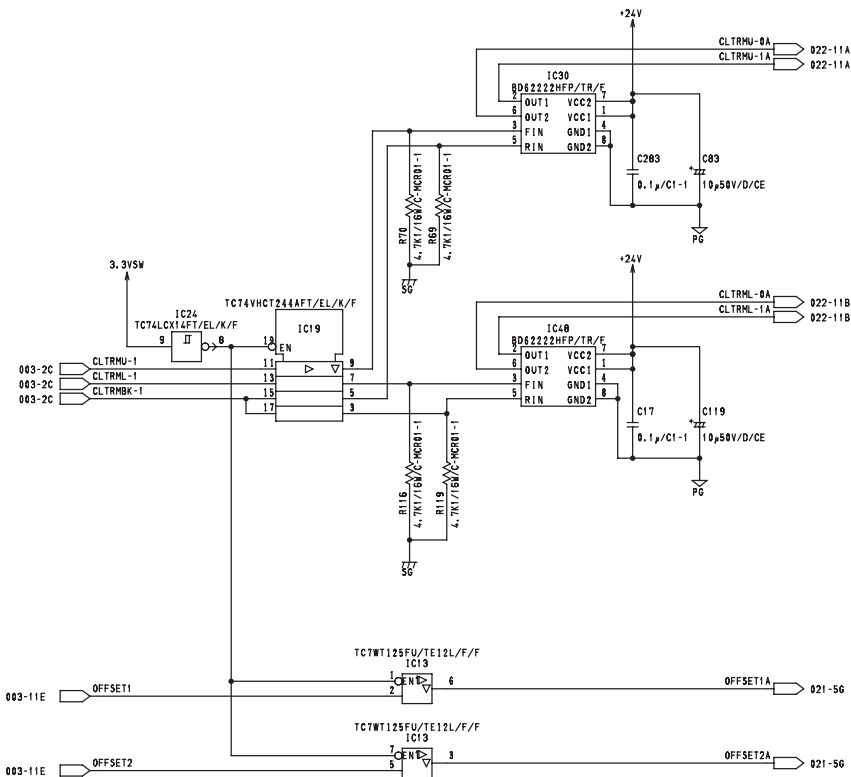 +24V
CLTRMU-0A
022-11A
CLTRMU-1A
022-11A
IC30
BD62222HFP/TR/F
2 OUT1 VCC2 7
6 OUT2 VCC1 1
3 FIN GND1 4
5 RIN GND2 8
C283
0.1μ/C1-1
C83
+
10μ50V/D/CE
R70
4.7K1/16W/C-MCR01-1
R69
4.7K1/16W/C-MCR01-1
SG
PG
3.3VSW
+24V
TC74VHCT244AFT/EL/K/F
IC19
IC24
TC74LCX14FT/EL/K/F
9
8
19
EN
CLTRML-0A
022-11B
CLTRML-1A
022-11B
IC48
BD62222HFP/TR/F
2 OUT1 VCC2 7
6 OUT2 VCC1 1
3 FIN GND1 4
5 RIN GND2 8
003-2C CLTRMU-1 11 9
003-2C CLTRML-1 13 7
003-2C CLTRMBK-1 15 5
17 3
C17
0.1μ/C1-1
C119
+
10μ50V/D/CE
R116
4.7K1/16W/C-MCR01-1
R119
4.7K1/16W/C-MCR01-1
PG
SG
TC7WT125FU/TE12L/F/F
IC13
1
6
003-11E OFFSET1 2
OFFSET1A 021-5G
TC7WT125FU/TE12L/F/F
IC13
7
3
003-11E OFFSET2 5
OFFSET2A 021-5G